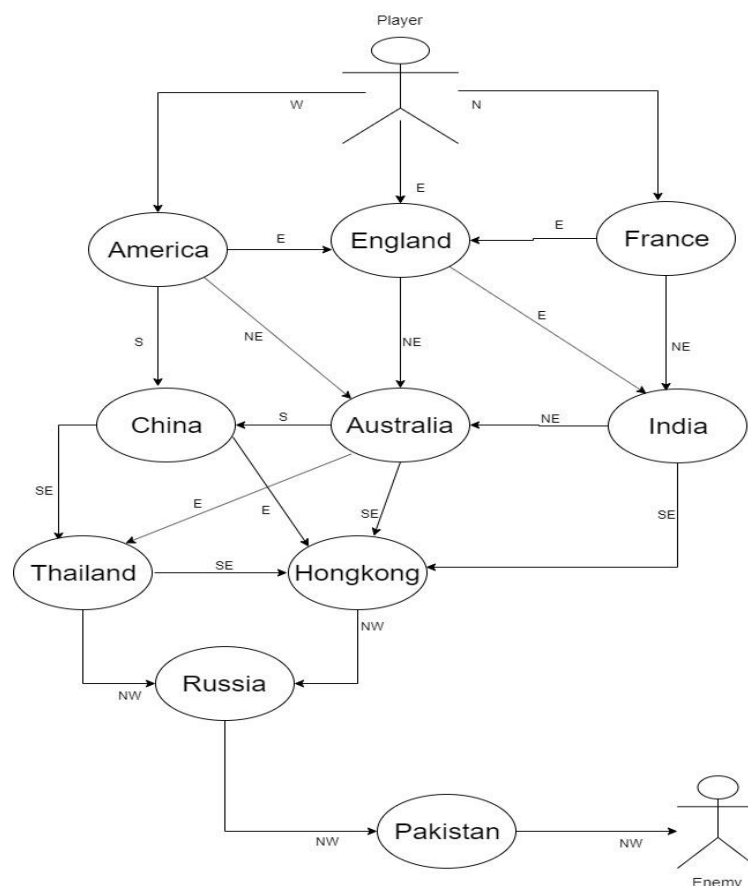 Player
W
N
E
America
E
England
E
France
S
NE
NE
E
NE
China
S
Australia
NE
India
SE
E
E
SE
SE
Thailand
SE
Hongkong
NW
Russia
NW
Pakistan
NW
NW
Enemy